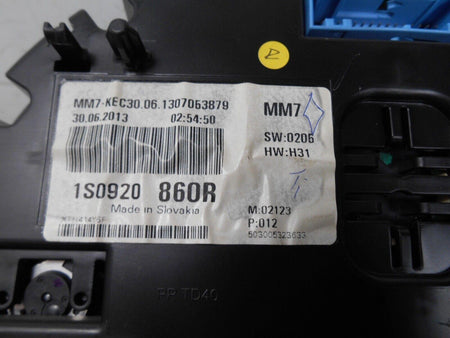 R
MM7-KEC30.06.1307063879
MM7
30.06.2013 02:54:50
SW:0206
HW:H31
1S0920 860R
Made in Slovakia
M:02123
P:012
503005323633
PP TD40